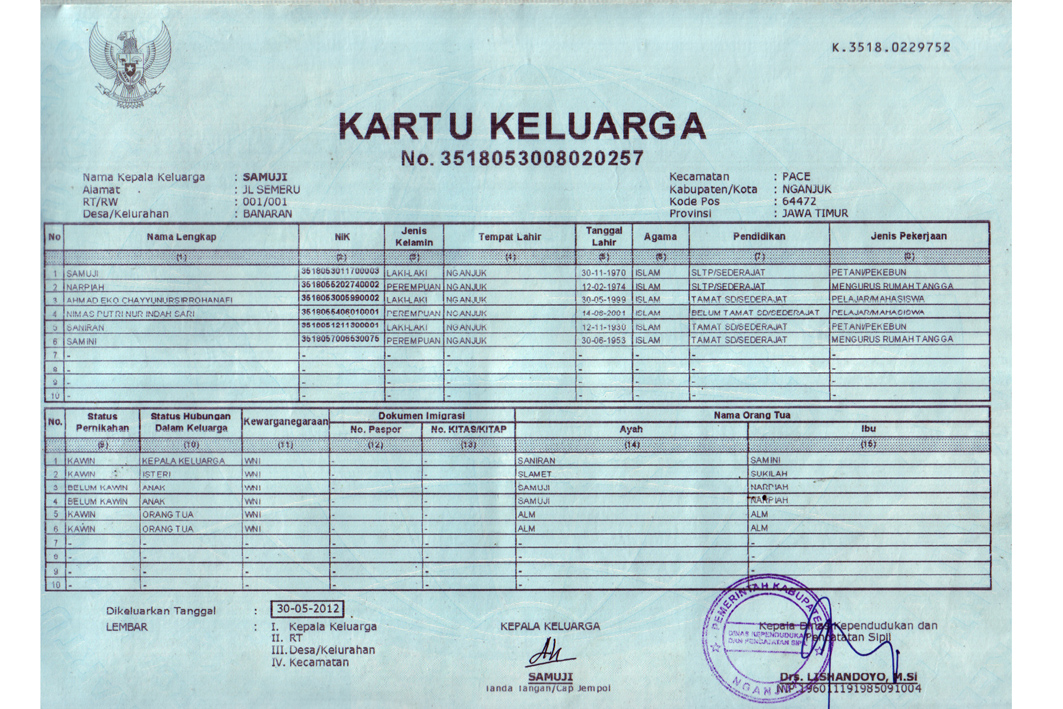 K.3518.0229752
KARTU KELUARGA
No. 3518053008020257
Nama Kepala Keluarga : SAMUJI
Alamat : JL SEMERU
RT/RW : 001/001
Desa/Kelurahan : BANARAN
Kecamatan : PACE
Kabupaten/Kota : NGANJUK
Kode Pos : 64472
Provinsi : JAWA TIMUR
No Nama Lengkap NIK Jenis Kelamin Tempat Lahir Tanggal Lahir Agama Pendidikan Jenis Pekerjaan
(1) (2) (3) (4) (5) (6) (7) (8)
1 SAMUJI 3518053011700003 LAKI-LAKI NGANJUK 30-11-1970 ISLAM SLTP/SEDERAJAT PETANI/PEKEBUN
2 NARPIAH 3518055202740002 PEREMPUAN NGANJUK 12-02-1974 ISLAM SLTP/SEDERAJAT MENGURUS RUMAH TANGGA
3 AHMAD EKO CHAYYUNURSIRROHANAFI 3518053005990002 LAKI-LAKI NGANJUK 30-05-1999 ISLAM TAMAT SD/SEDERAJAT PELAJAR/MAHASISWA
4 NIMAS PUTRI NUR INDAH SARI PEREMPUAN NGANJUK 14-06-2001 ISLAM BELUM TAMAT SD/SEDERAJAT PELAJAR/MAHASISWA
5 SANIRAN 3518051211300001 LAKI-LAKI NGANJUK 12-11-1930 ISLAM TAMAT SD/SEDERAJAT PETANI/PEKEBUN
6 SAMINI 3518057006530075 PEREMPUAN NGANJUK 30-06-1953 ISLAM TAMAT SD/SEDERAJAT MENGURUS RUMAH TANGGA
7 - - - - - - - -
8 - - - - - - - -
9 - - - - - - - -
10 - - - - - - - -
No. Status Pernikahan Status Hubungan Dalam Keluarga Kewarganegaraan Dokumen Imigrasi Nama Orang Tua
No. Paspor No. KITAS/KITAP Ayah Ibu
(9) (10) (11) (12) (13) (14) (15)
1 KAWIN KEPALA KELUARGA WNI - - SANIRAN SAMINI
2 KAWIN ISTERI WNI - - SLAMET SUKILAH
3 BELUM KAWIN ANAK WNI - - SAMUJI NARPIAH
4 BELUM KAWIN ANAK WNI - - SAMUJI NARPIAH
5 KAWIN ORANG TUA WNI - - ALM ALM
6 KAWIN ORANG TUA WNI - - ALM ALM
7 - - - - - - -
8 - - - - - - -
9 - - - - - - -
10 - - - - - - -
Dikeluarkan Tanggal : 30-05-2012
LEMBAR : I. Kepala Keluarga
II. RT
III. Desa/Kelurahan
IV. Kecamatan
KEPALA KELUARGA
SAMUJI
Tanda Tangan/Cap Jempol
Kepala Dinas Kependudukan dan
Pencatatan Sipil
Drs. LISHANDOYO, M.Si
NIP 196011191985091004
PEMERINTAH KABUPATEN
DINAS KEPENDUDUKAN
DAN PENCATATAN SIPIL
NGANJUK